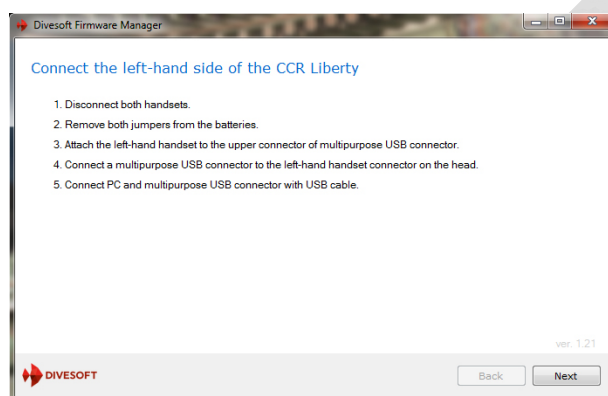 Divesoft Firmware Manager
Connect the left-hand side of the CCR Liberty
1. Disconnect both handsets.
2. Remove both jumpers from the batteries.
3. Attach the left-hand handset to the upper connector of multipurpose USB connector.
4. Connect a multipurpose USB connector to the left-hand handset connector on the head.
5. Connect PC and multipurpose USB connector with USB cable.
ver. 1.21
DIVESOFT
Back
Next